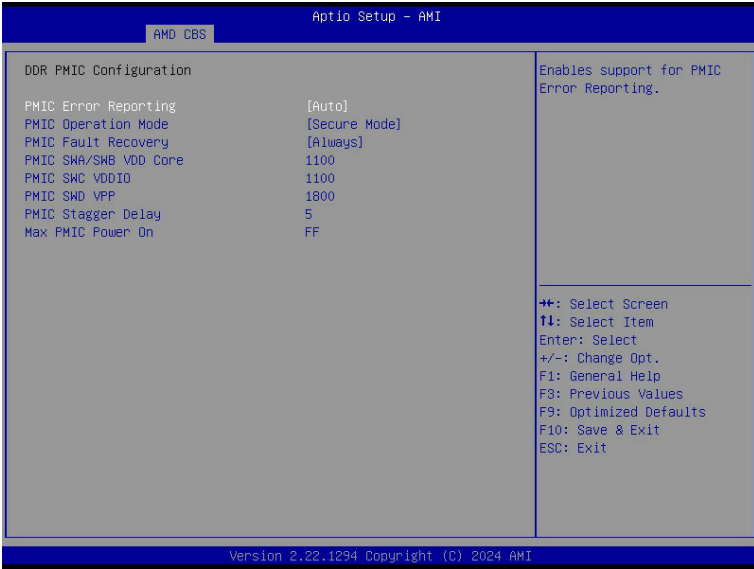 Aptio Setup – AMI
AMD CBS
DDR PMIC Configuration
PMIC Error Reporting [Auto]
PMIC Operation Mode [Secure Mode]
PMIC Fault Recovery [Always]
PMIC SWA/SWB VDD Core 1100
PMIC SWC VDDIO 1100
PMIC SWD VPP 1800
PMIC Stagger Delay 5
Max PMIC Power On FF
Enables support for PMIC
Error Reporting.
→←: Select Screen
↑↓: Select Item
Enter: Select
+/-: Change Opt.
F1: General Help
F3: Previous Values
F9: Optimized Defaults
F10: Save & Exit
ESC: Exit
Version 2.22.1294 Copyright (C) 2024 AMI